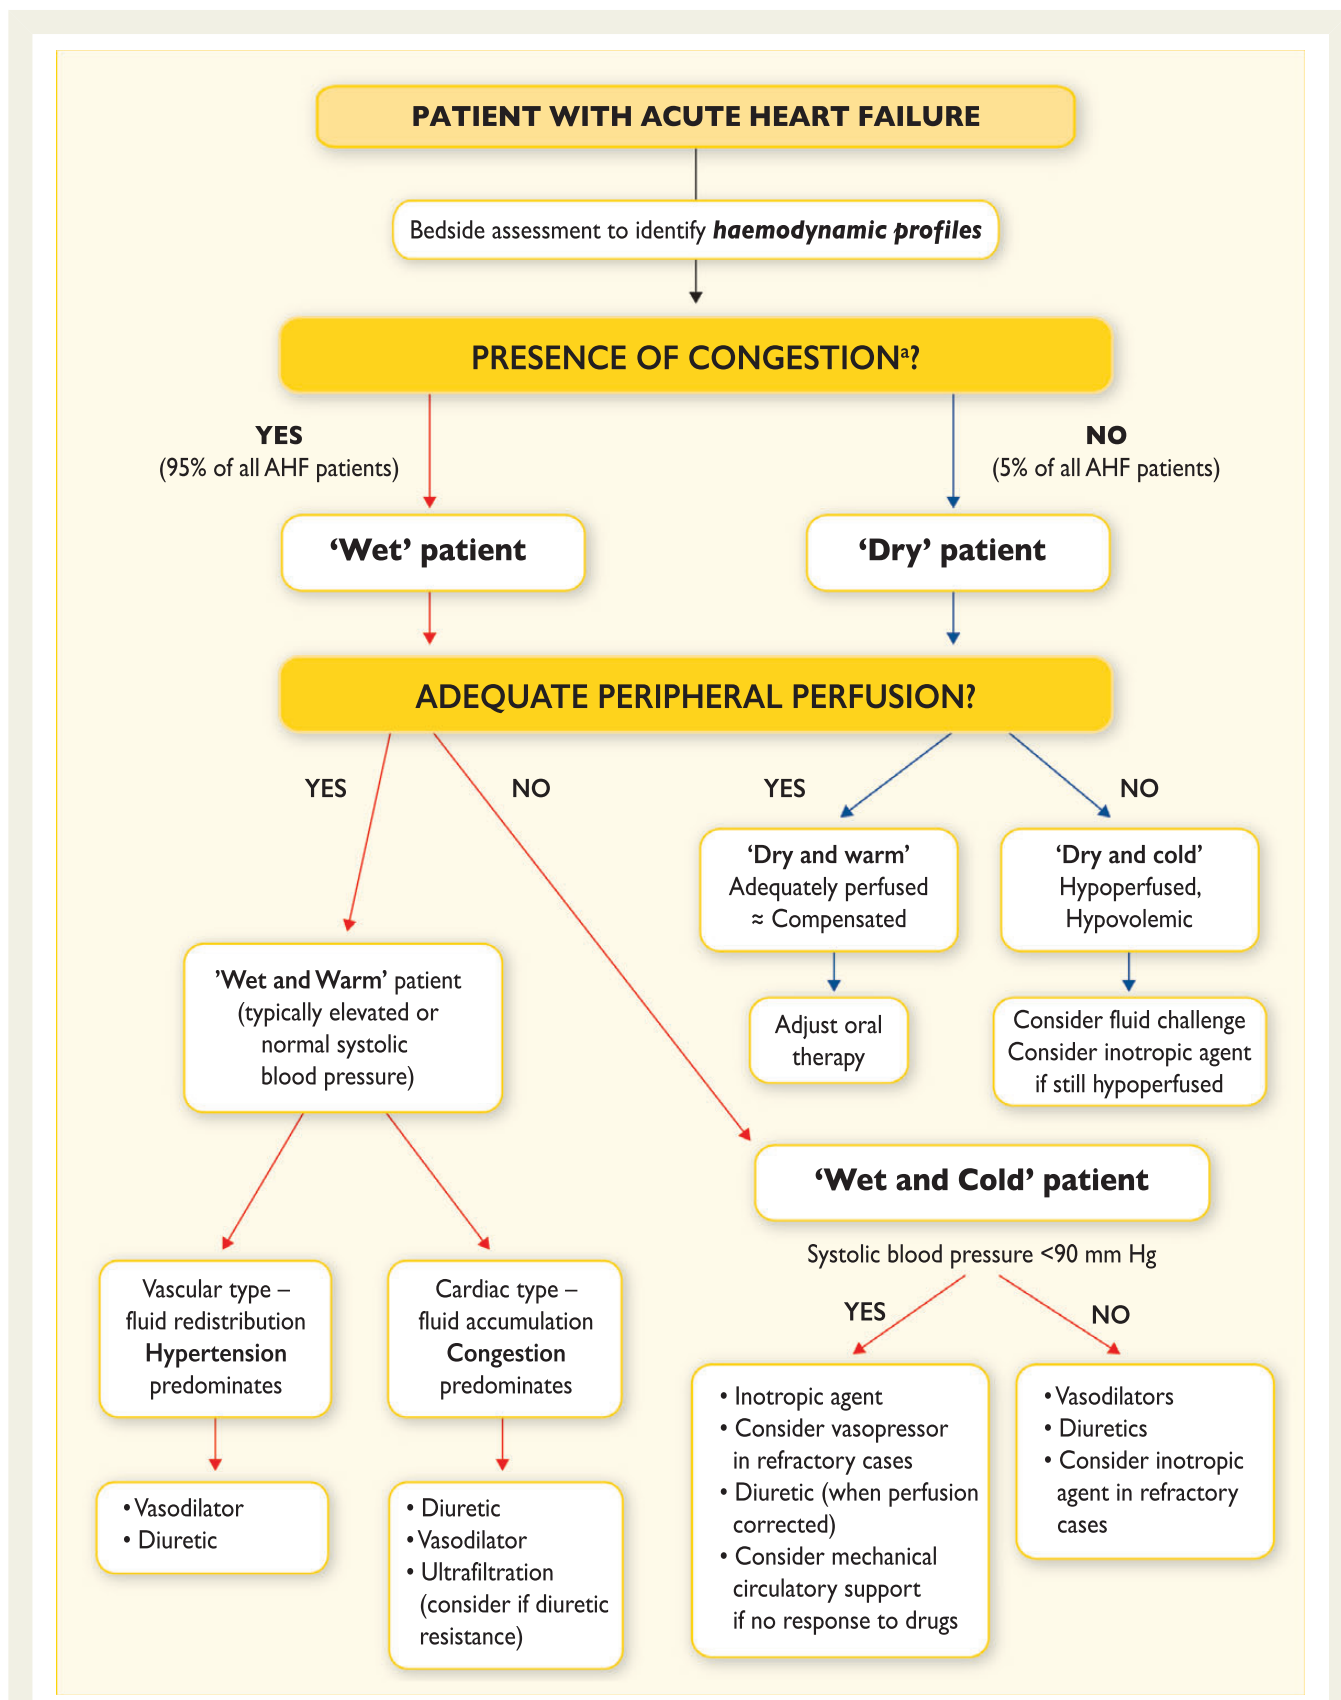 PATIENT WITH ACUTE HEART FAILURE
Bedside assessment to identify haemodynamic profiles
PRESENCE OF CONGESTIONª?
YES
(95% of all AHF patients)
NO
(5% of all AHF patients)
‘Wet’ patient
‘Dry’ patient
ADEQUATE PERIPHERAL PERFUSION?
YES
NO
YES
NO
‘Dry and warm’
Adequately perfused
≈ Compensated
‘Dry and cold’
Hypoperfused,
Hypovolemic
’Wet and Warm’ patient
(typically elevated or
normal systolic
blood pressure)
Adjust oral
therapy
Consider fluid challenge
Consider inotropic agent
if still hypoperfused
‘Wet and Cold’ patient
Systolic blood pressure <90 mm Hg
YES
NO
Vascular type –
fluid redistribution
Hypertension
predominates
Cardiac type –
fluid accumulation
Congestion
predominates
• Vasodilator
• Diuretic
• Diuretic
• Vasodilator
• Ultrafiltration
(consider if diuretic
resistance)
• Inotropic agent
• Consider vasopressor
in refractory cases
• Diuretic (when perfusion
corrected)
• Consider mechanical
circulatory support
if no response to drugs
• Vasodilators
• Diuretics
• Consider inotropic
agent in refractory
cases